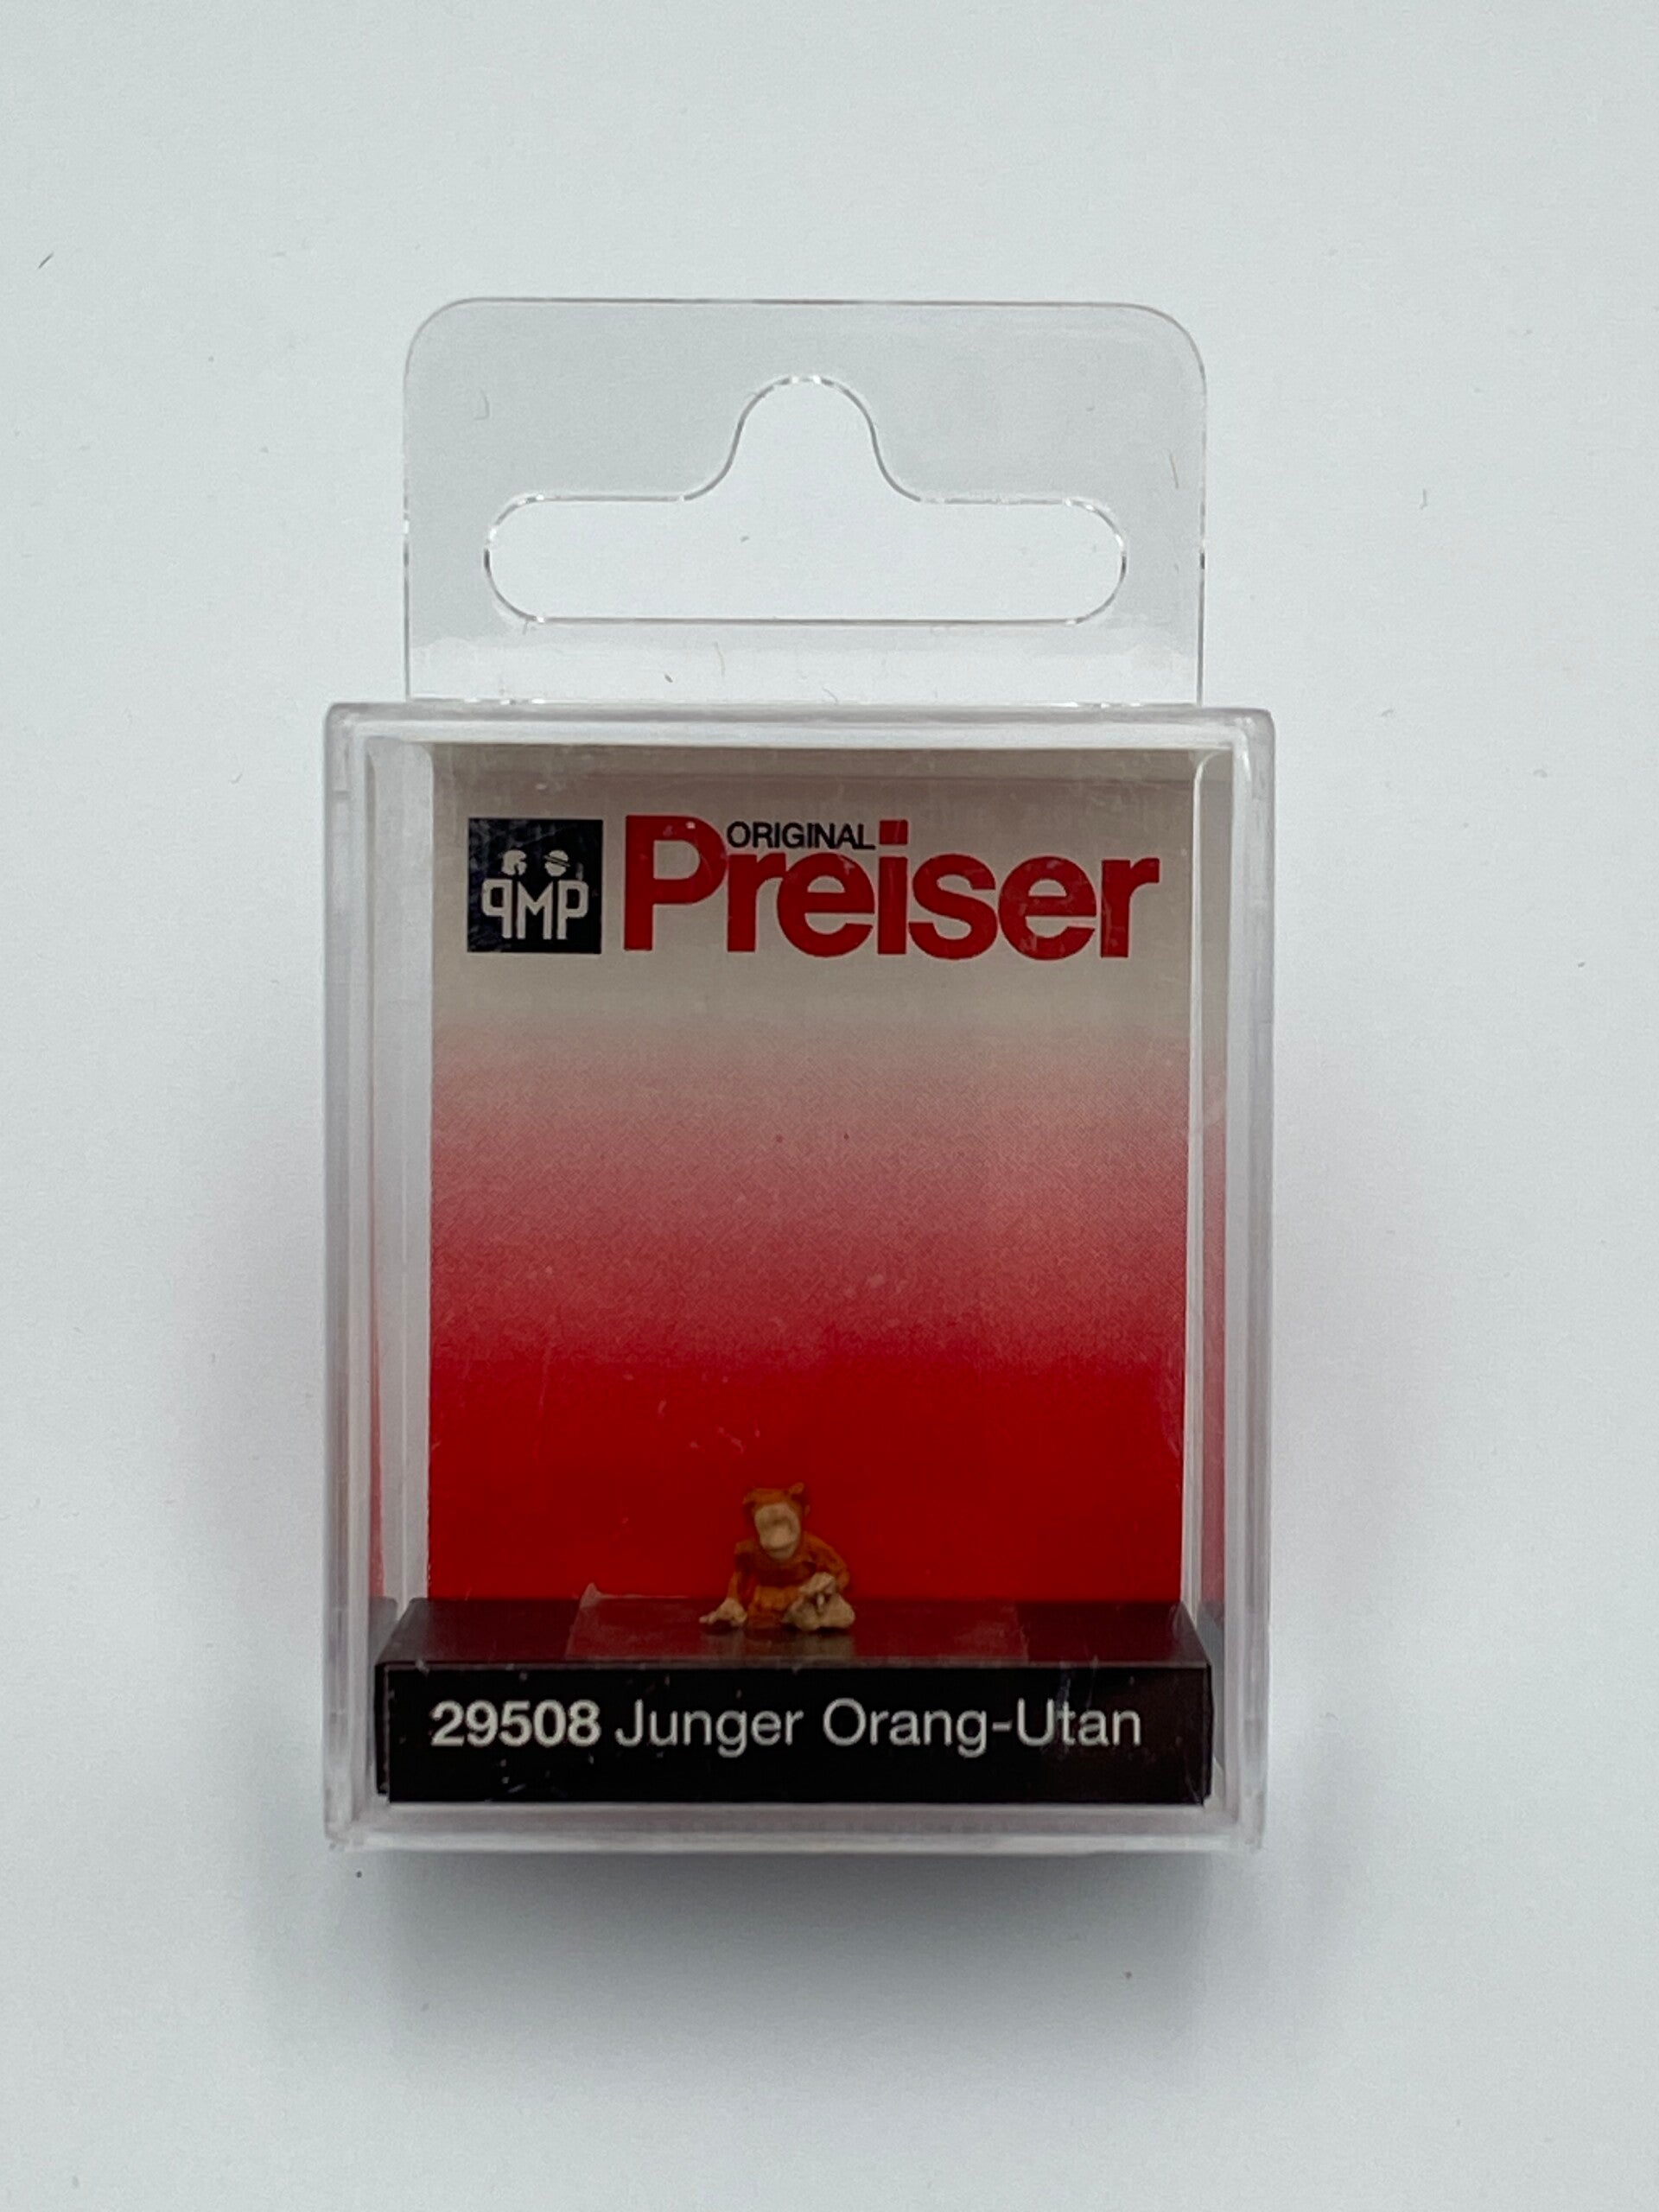 PMP
ORIGINAL
Preiser
29508 Junger Orang-Utan